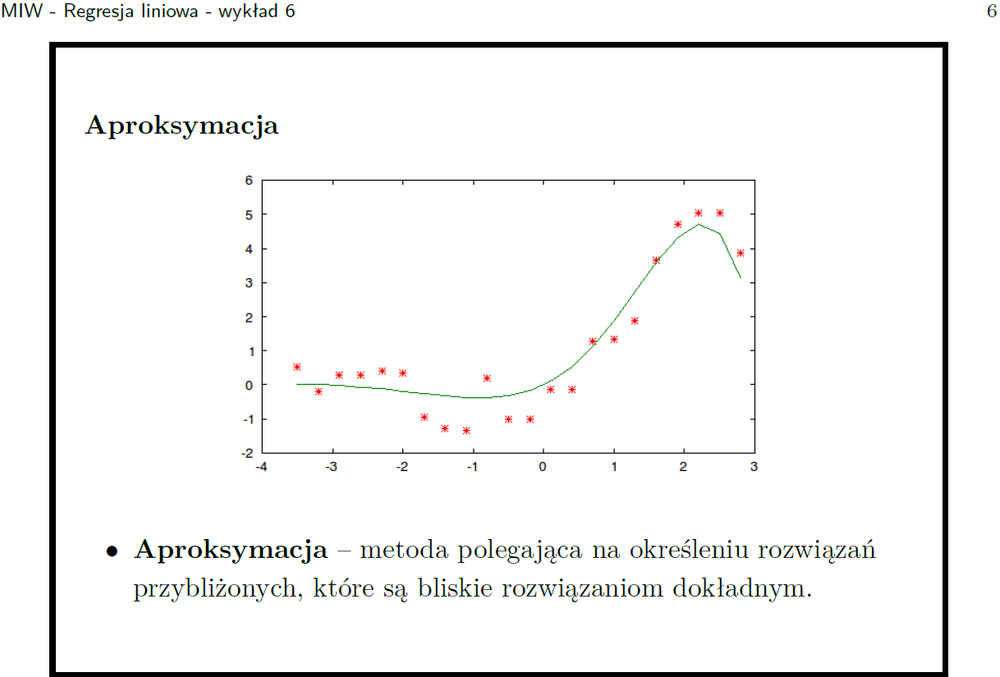 MIW - Regresja liniowa - wykład 6
6
Aproksymacja
6
5
4
3
2
1
0
-1
-2
-4 -3 -2 -1 0 1 2 3
• Aproksymacja – metoda polegająca na określeniu rozwiązań
przybliżonych, które są bliskie rozwiązaniom dokładnym.